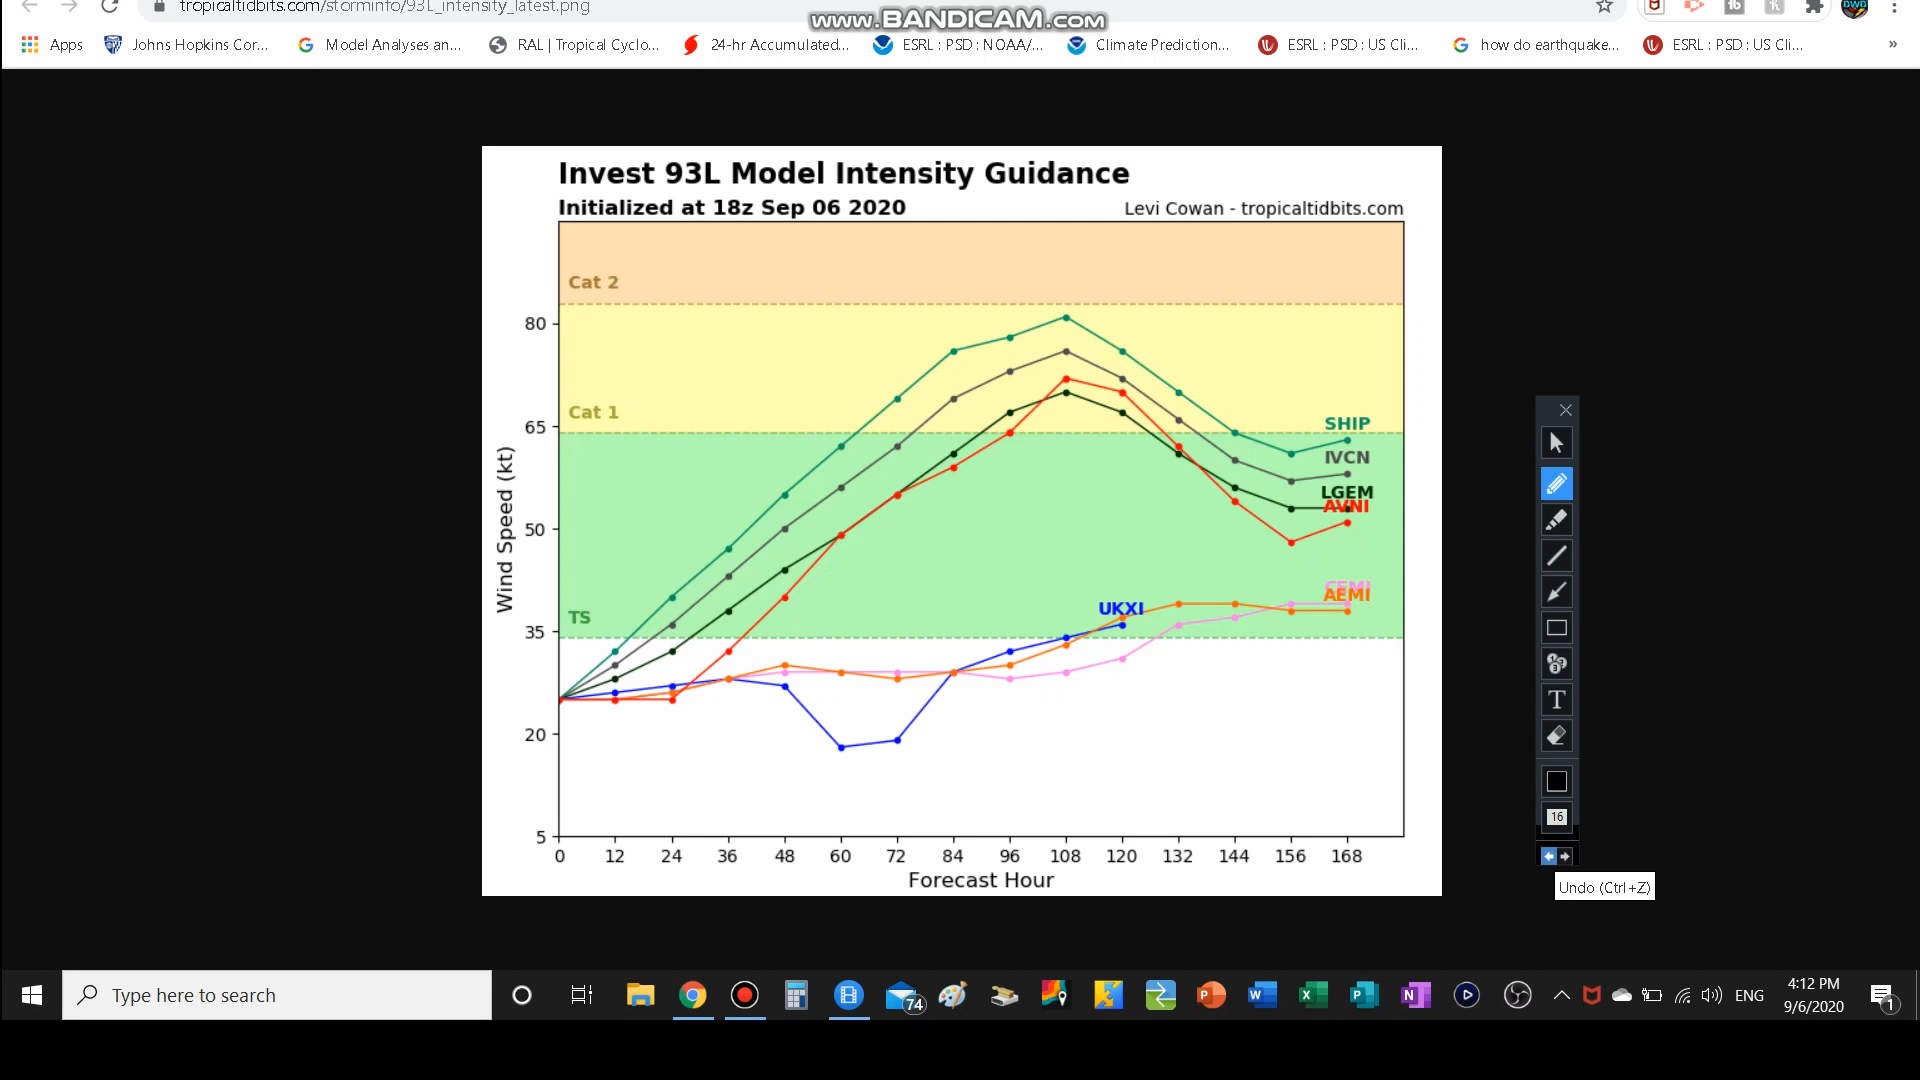 tropicaltidbits.com/storminfo/93L_intensity_latest.png
www.BANDICAM.com
Apps
Johns Hopkins Cor...
Model Analyses an...
RAL | Tropical Cyclo...
24-hr Accumulated...
ESRL : PSD : NOAA/...
Climate Prediction...
ESRL : PSD : US Cli...
how do earthquake...
ESRL : PSD : US Cli...
»
Invest 93L Model Intensity Guidance
Initialized at 18z Sep 06 2020
Levi Cowan - tropicaltidbits.com
Cat 2
Cat 1
TS
80
65
50
35
20
5
Wind Speed (kt)
SHIP
IVCN
LGEM
AVNI
CEMI
AEMI
UKXI
0 12 24 36 48 60 72 84 96 108 120 132 144 156 168
Forecast Hour
T
16
Undo (Ctrl+Z)
Type here to search
74
ENG
4:12 PM
9/6/2020
1